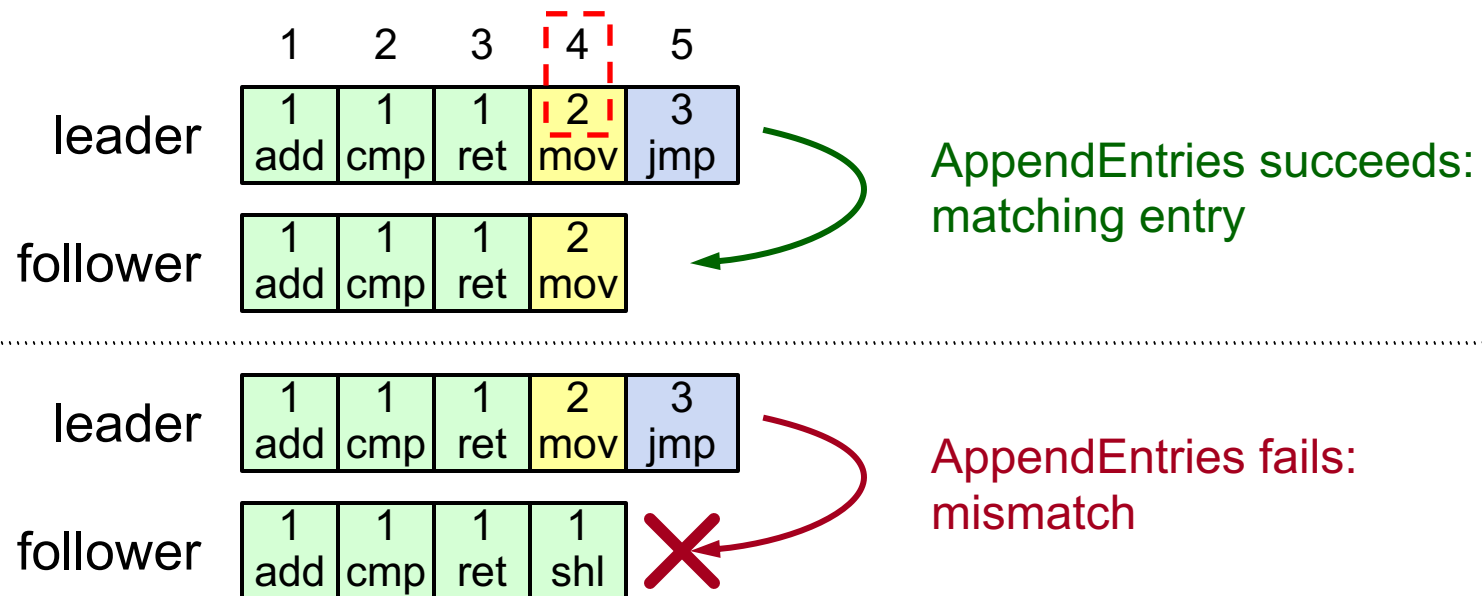 1 2 3 4 5
leader
1 1 1 2 3
add cmp ret mov jmp
AppendEntries succeeds:
matching entry
follower
1 1 1 2
add cmp ret mov
leader
1 1 1 2 3
add cmp ret mov jmp
AppendEntries fails:
mismatch
follower
1 1 1 1
add cmp ret shl